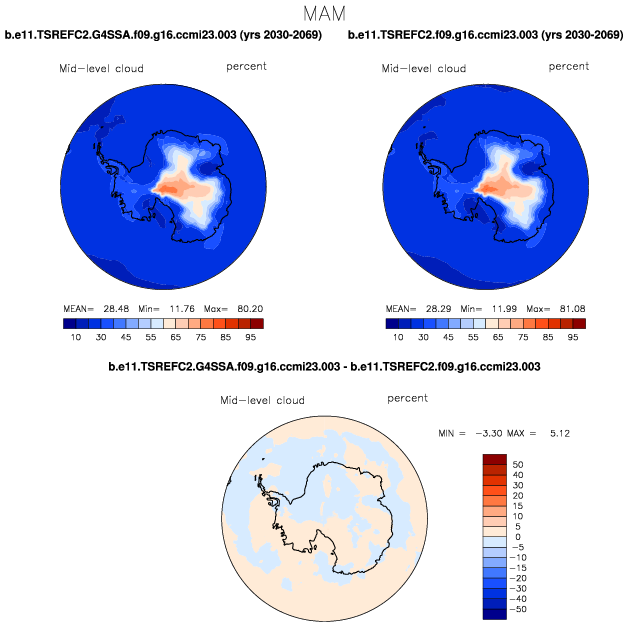 MAM
b.e11.TSREFC2.G4SSA.f09.g16.ccmi23.003 (yrs 2030-2069)
b.e11.TSREFC2.f09.g16.ccmi23.003 (yrs 2030-2069)
Mid-level cloud percent
Mid-level cloud percent
MEAN= 28.48 Min= 11.76 Max= 80.20
MEAN= 28.29 Min= 11.99 Max= 81.08
10 30 45 55 65 75 85 95
10 30 45 55 65 75 85 95
b.e11.TSREFC2.G4SSA.f09.g16.ccmi23.003 - b.e11.TSREFC2.f09.g16.ccmi23.003
Mid-level cloud percent
MIN = -3.30 MAX = 5.12
50
40
30
20
15
10
5
0
-5
-10
-15
-20
-30
-40
-50